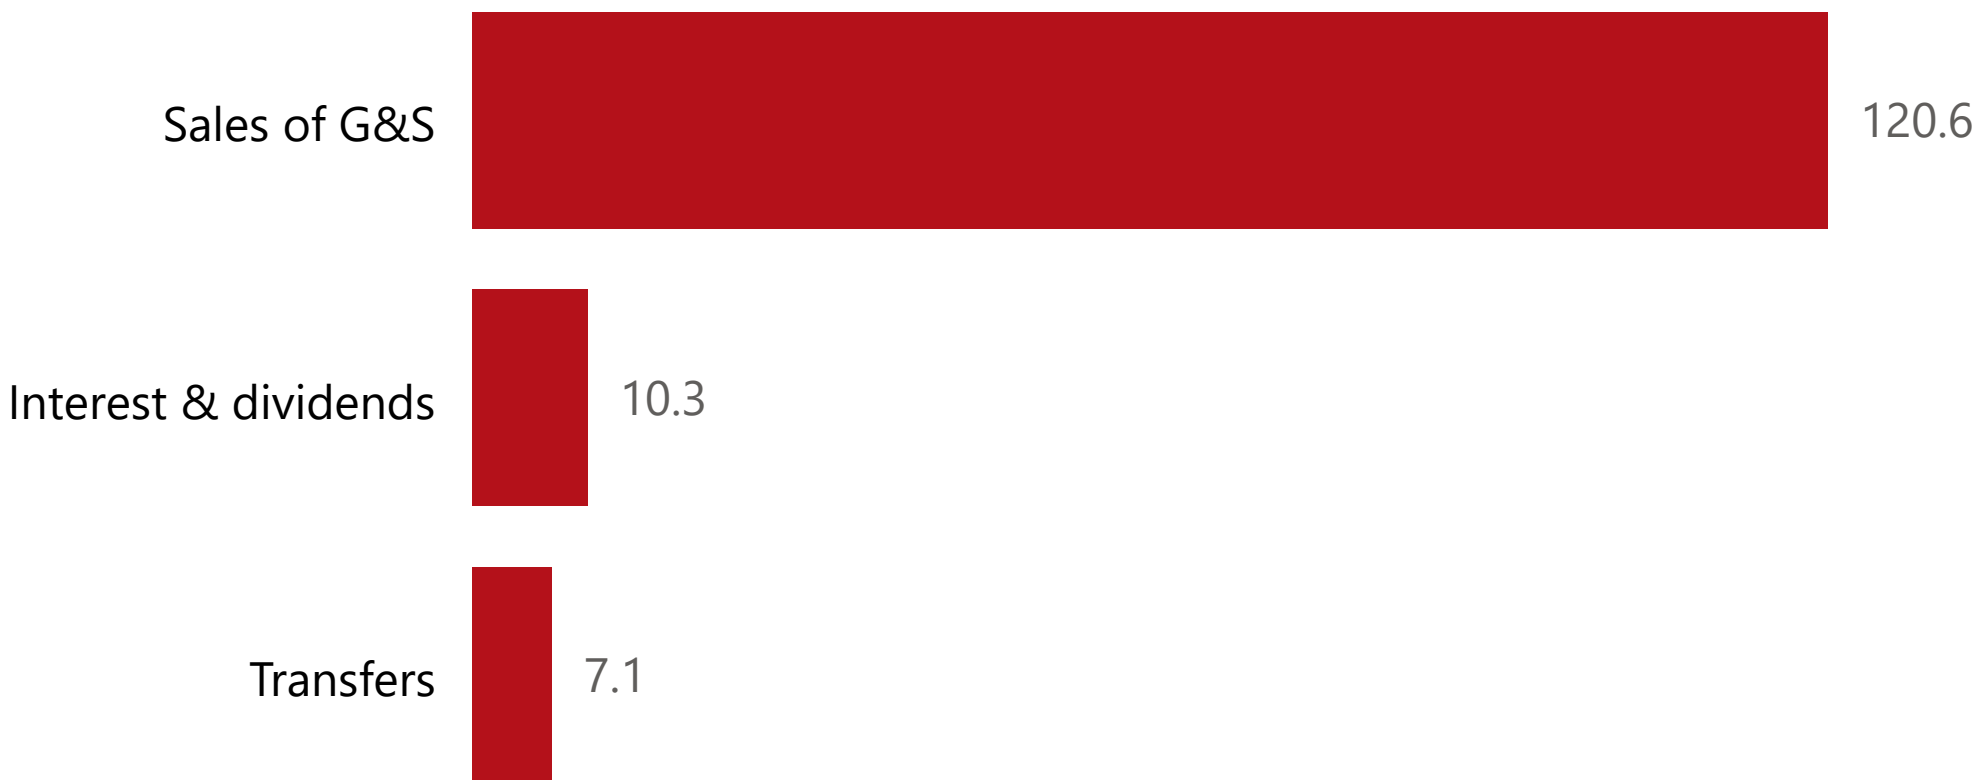 Sales of G&S 120.6
Interest & dividends 10.3
Transfers 7.1